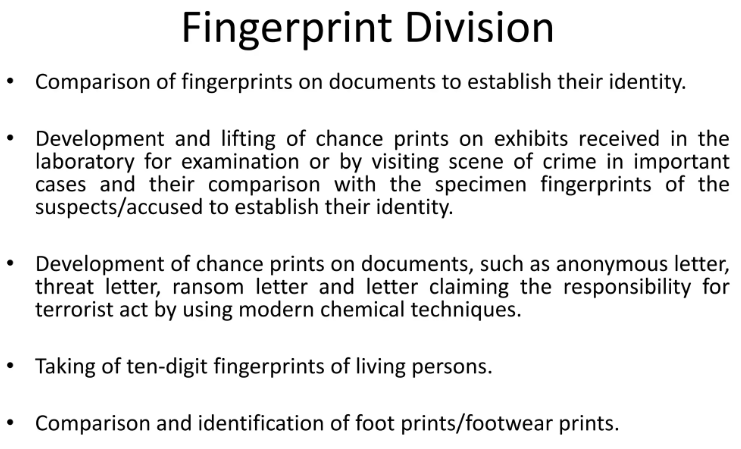 Fingerprint Division
• Comparison of fingerprints on documents to establish their identity.
• Development and lifting of chance prints on exhibits received in the
laboratory for examination or by visiting scene of crime in important
cases and their comparison with the specimen fingerprints of the
suspects/accused to establish their identity.
• Development of chance prints on documents, such as anonymous letter,
threat letter, ransom letter and letter claiming the responsibility for
terrorist act by using modern chemical techniques.
• Taking of ten-digit fingerprints of living persons.
• Comparison and identification of foot prints/footwear prints.